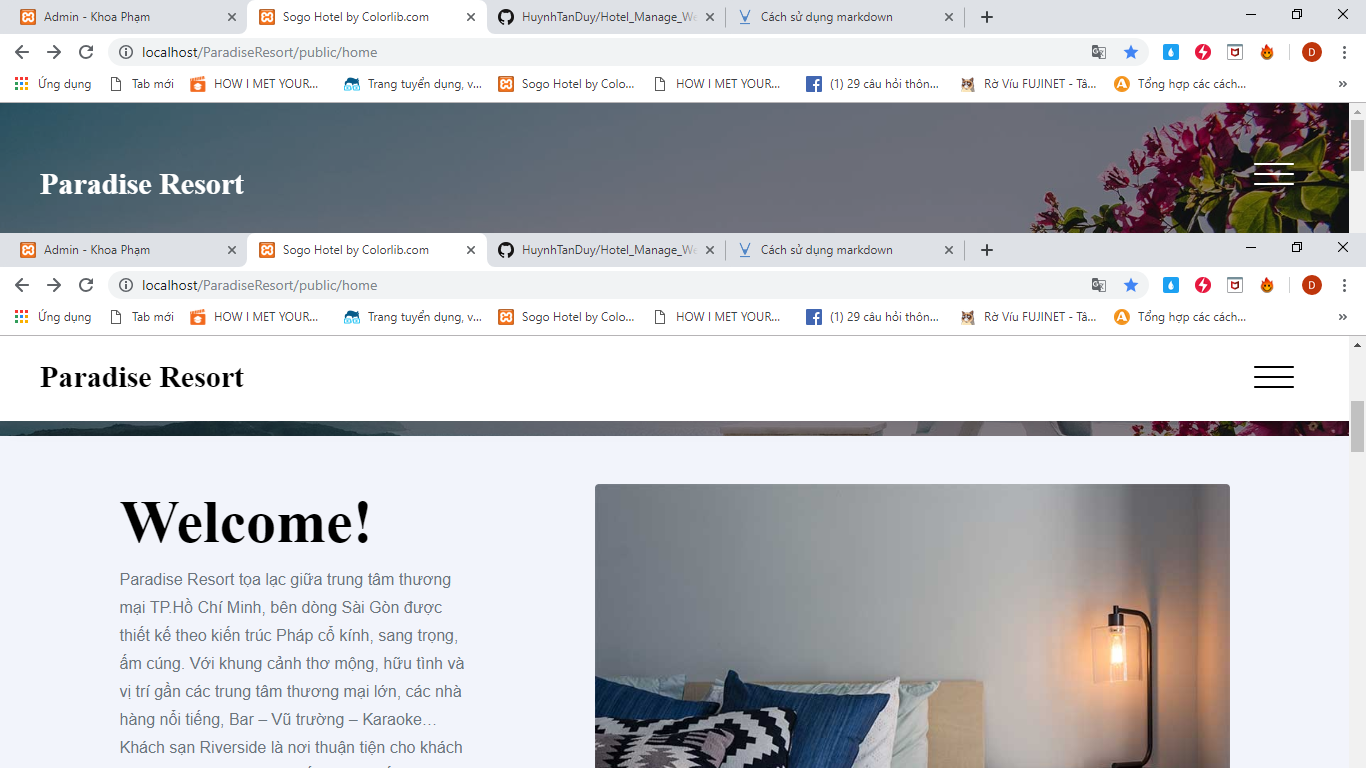 Admin - Khoa Phạm
Sogo Hotel by Colorlib.com
HuynhTanDuy/Hotel_Manage_We
Cách sử dụng markdown
localhost/ParadiseResort/public/home
D
Ứng dụng
Tab mới
HOW I MET YOUR...
Trang tuyển dụng, v...
Sogo Hotel by Colo...
HOW I MET YOUR...
(1) 29 câu hỏi thôn...
Rờ Víu FUJINET - Tâ...
Tổng hợp các cách...
Paradise Resort
Admin - Khoa Phạm
Sogo Hotel by Colorlib.com
HuynhTanDuy/Hotel_Manage_We
Cách sử dụng markdown
localhost/ParadiseResort/public/home
D
Ứng dụng
Tab mới
HOW I MET YOUR...
Trang tuyển dụng, v...
Sogo Hotel by Colo...
HOW I MET YOUR...
(1) 29 câu hỏi thôn...
Rờ Víu FUJINET - Tâ...
Tổng hợp các cách...
Paradise Resort
Welcome!
Paradise Resort tọa lạc giữa trung tâm thương
mại TP.Hồ Chí Minh, bên dòng Sài Gòn được
thiết kế theo kiến trúc Pháp cổ kính, sang trọng,
ấm cúng. Với khung cảnh thơ mộng, hữu tình và
vị trí gần các trung tâm thương mại lớn, các nhà
hàng nổi tiếng, Bar – Vũ trường – Karaoke…
Khách sạn Riverside là nơi thuận tiện cho khách